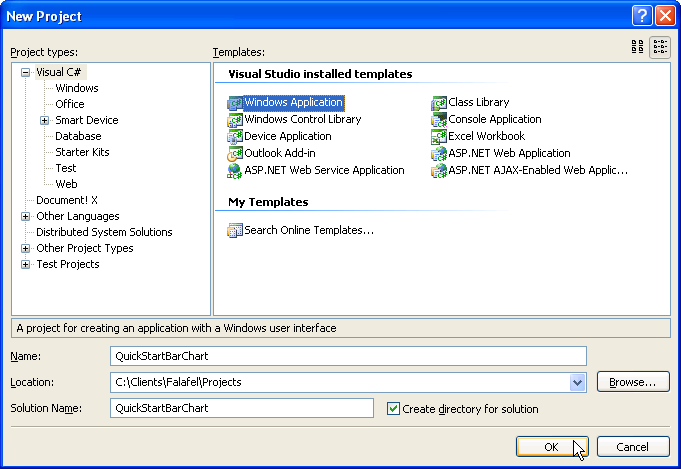 New Project
Project types:
Templates:
Visual C#
Windows
Office
Smart Device
Database
Starter Kits
Test
Web
Document! X
Other Languages
Distributed System Solutions
Other Project Types
Test Projects
Visual Studio installed templates
Windows Application
Class Library
Windows Control Library
Console Application
Device Application
Excel Workbook
Outlook Add-in
ASP.NET Web Application
ASP.NET Web Service Application
ASP.NET AJAX-Enabled Web Applic...
My Templates
Search Online Templates...
A project for creating an application with a Windows user interface
Name:
QuickStartBarChart
Location:
C:\Clients\Falafel\Projects
Browse...
Solution Name:
QuickStartBarChart
Create directory for solution
OK
Cancel